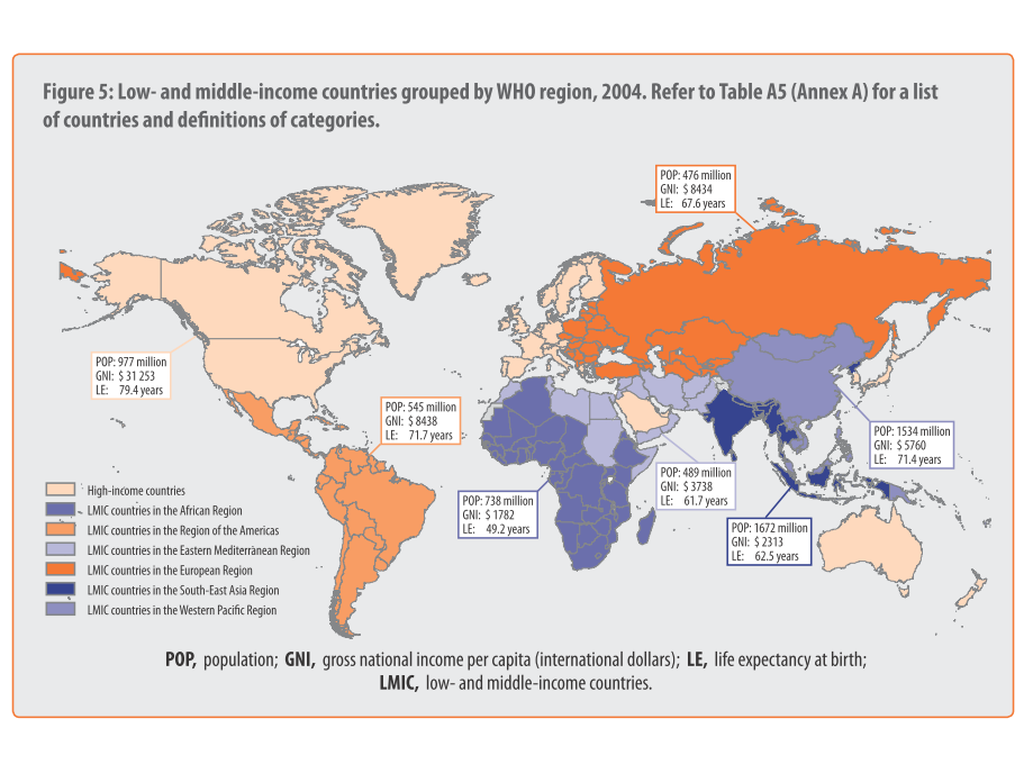 Figure 5: Low- and middle-income countries grouped by WHO region, 2004. Refer to Table A5 (Annex A) for a list
of countries and definitions of categories.
POP: 476 million
GNI: $ 8434
LE: 67.6 years
POP: 977 million
GNI: $ 31 253
LE: 79.4 years
POP: 545 million
GNI: $ 8438
LE: 71.7 years
POP: 1534 million
GNI: $ 5760
LE: 71.4 years
POP: 489 million
GNI: $ 3738
LE: 61.7 years
POP: 738 million
GNI: $ 1782
LE: 49.2 years
POP: 1672 million
GNI: $ 2313
LE: 62.5 years
High-income countries
LMIC countries in the African Region
LMIC countries in the Region of the Americas
LMIC countries in the Eastern Mediterranean Region
LMIC countries in the European Region
LMIC countries in the South-East Asia Region
LMIC countries in the Western Pacific Region
POP, population; GNI, gross national income per capita (international dollars); LE, life expectancy at birth;
LMIC, low- and middle-income countries.